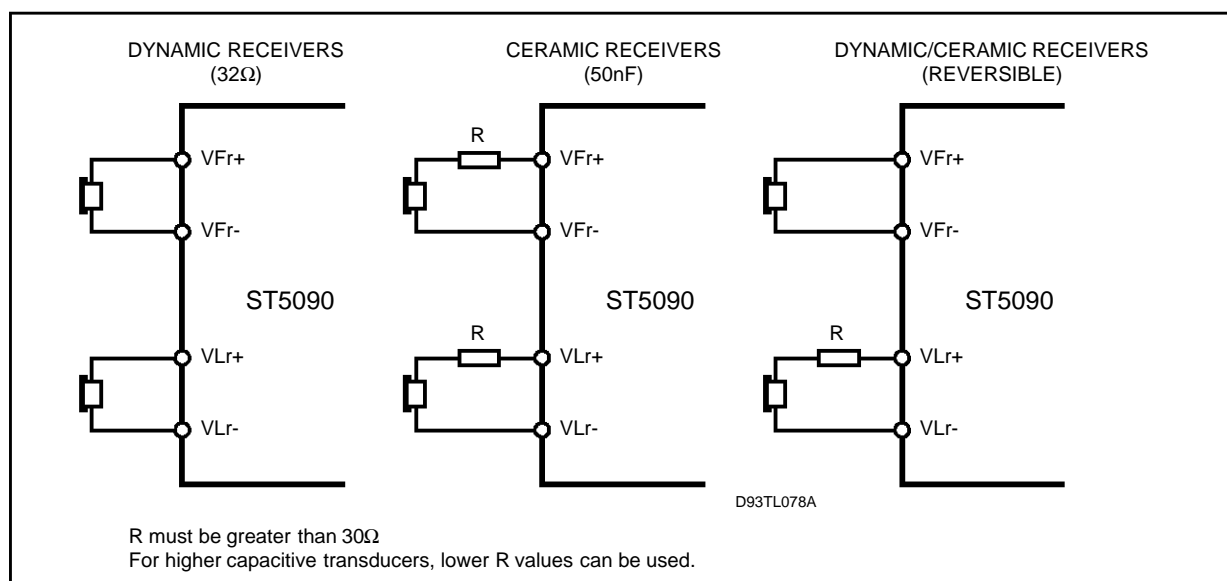 DYNAMIC RECEIVERS
(32Ω)
CERAMIC RECEIVERS
(50nF)
DYNAMIC/CERAMIC RECEIVERS
(REVERSIBLE)
VFr+
VFr-
ST5090
VLr+
VLr-
R
VFr+
VFr-
ST5090
R
VLr+
VLr-
VFr+
VFr-
ST5090
R
VLr+
VLr-
D93TL078A
R must be greater than 30Ω
For higher capacitive transducers, lower R values can be used.